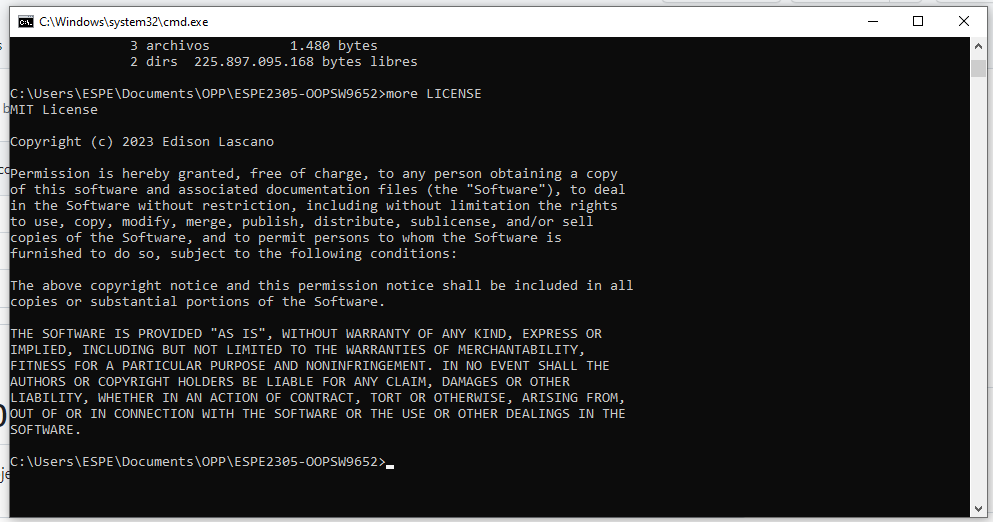 C:\Windows\system32\cmd.exe
3 archivos 1.480 bytes
2 dirs 225.897.095.168 bytes libres
C:\Users\ESPE\Documents\OPP\ESPE2305-OOPSW9652>more LICENSE
MIT License
Copyright (c) 2023 Edison Lascano
Permission is hereby granted, free of charge, to any person obtaining a copy
of this software and associated documentation files (the "Software"), to deal
in the Software without restriction, including without limitation the rights
to use, copy, modify, merge, publish, distribute, sublicense, and/or sell
copies of the Software, and to permit persons to whom the Software is
furnished to do so, subject to the following conditions:
The above copyright notice and this permission notice shall be included in all
copies or substantial portions of the Software.
THE SOFTWARE IS PROVIDED "AS IS", WITHOUT WARRANTY OF ANY KIND, EXPRESS OR
IMPLIED, INCLUDING BUT NOT LIMITED TO THE WARRANTIES OF MERCHANTABILITY,
FITNESS FOR A PARTICULAR PURPOSE AND NONINFRINGEMENT. IN NO EVENT SHALL THE
AUTHORS OR COPYRIGHT HOLDERS BE LIABLE FOR ANY CLAIM, DAMAGES OR OTHER
LIABILITY, WHETHER IN AN ACTION OF CONTRACT, TORT OR OTHERWISE, ARISING FROM,
OUT OF OR IN CONNECTION WITH THE SOFTWARE OR THE USE OR OTHER DEALINGS IN THE
SOFTWARE.
C:\Users\ESPE\Documents\OPP\ESPE2305-OOPSW9652>